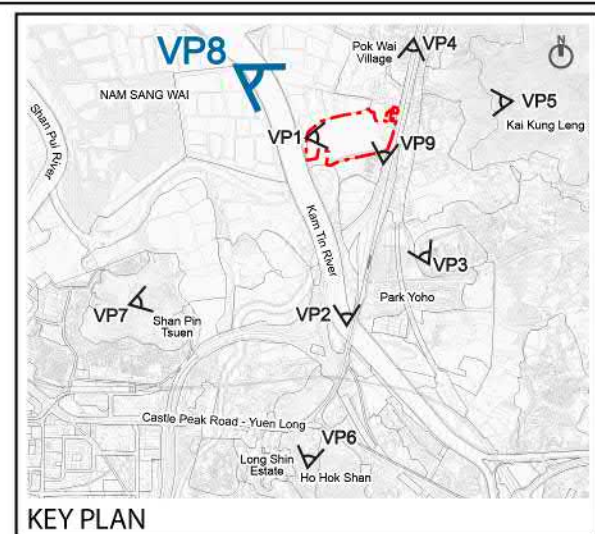 N
VP8
Pok Wai
Village
VP4
NAM SANG WAI
VP5
Kai Kung Leng
Shan Pui River
VP1
VP9
Kam Tin River
VP3
Park Yoho
VP7
Shan Pin
Tsuen
VP2
Castle Peak Road - Yuen Long
VP6
Long Shin
Estate
Ho Hok Shan
KEY PLAN